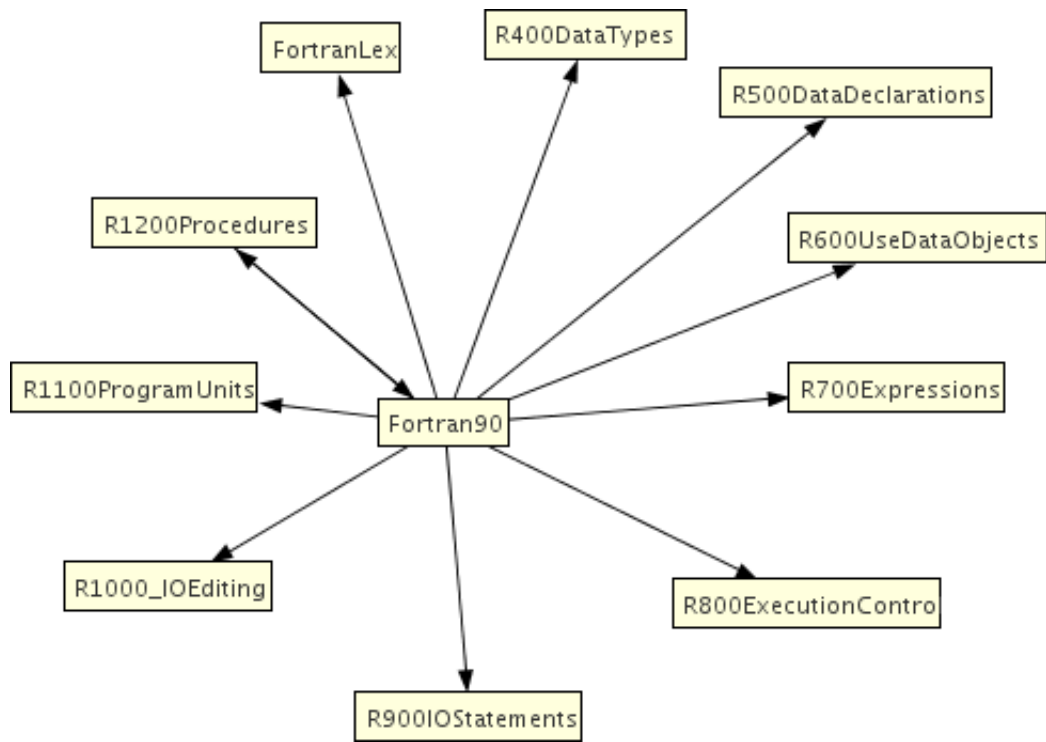 R400DataTypes
FortranLex
R500DataDeclarations
R1200Procedures
R600UseDataObjects
R1100ProgramUnits
R700Expressions
Fortran90
R1000_IOEditing
R800ExecutionContro
R900IOStatements